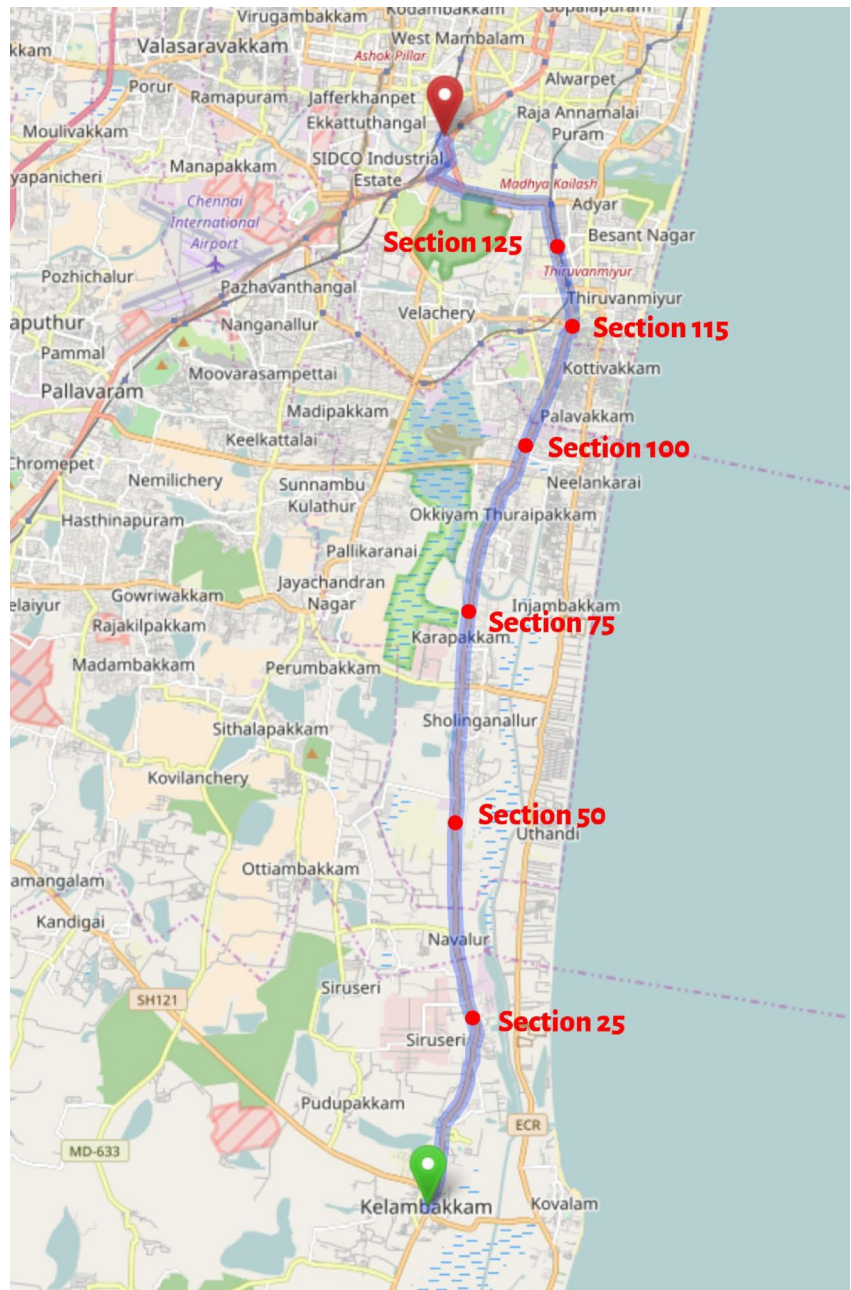 kkam
Virugambakkam
Kodambakkam
Gopalapuram
Valasaravakkam
West Mambalam
Ashok Pillar
Porur
Ramapuram
Jafferkhanpet
Alwarpet
Moulivakkam
Ekkattuthangal
Raja Annamalai
Puram
yapanicheri
Manapakkam
SIDCO Industrial
Estate
Madhya Kailash
Adyar
Chennai
International
Airport
Section 125
Besant Nagar
Pozhichalur
Pazhavanthangal
Thiruvanmiyur
Thiruvanmiyur
aputhur
Nanganallur
Velachery
Section 115
Pammal
Moovarasampettai
Kottivakkam
Pallavaram
Madipakkam
Palavakkam
Keelkattalai
Section 100
Chromepet
Nemilichery
Sunnambu
Kulathur
Neelankarai
Hasthinapuram
Okkiyam Thuraipakkam
Pallikaranai
elaiyur
Gowriwakkam
Jayachandran
Nagar
Injambakkam
Rajakilpakkam
Section 75
Karapakkam
Madambakkam
Perumbakkam
Sithalapakkam
Sholinganallur
Kovilanchery
Section 50
Uthandi
Ottiambakkam
amangalam
Kandigai
Navalur
SH121
Siruseri
Section 25
Siruseri
Pudupakkam
ECR
MD-633
Kelambakkam
Kovalam